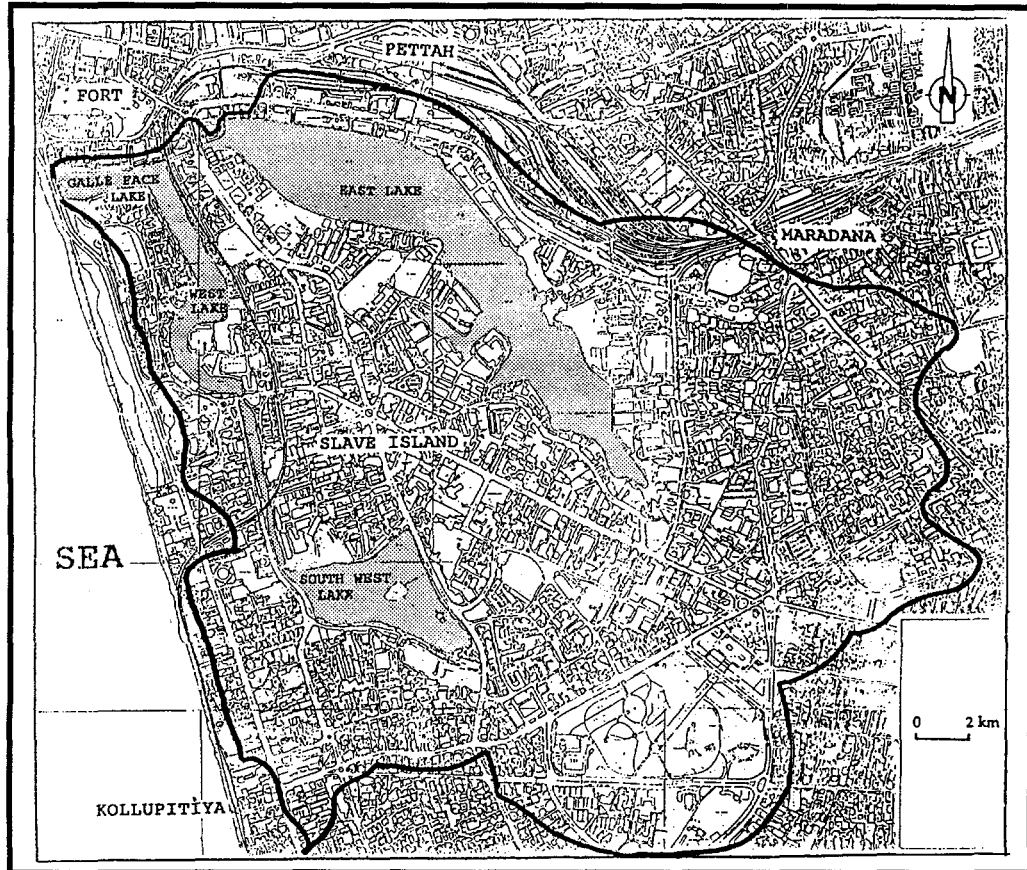 PETTAH
N
FORT
GALLE FACE
LAKE
EAST LAKE
MARADANA
WEST
LAKE
SLAVE ISLAND
SEA
SOUTH WEST
LAKE
0 2 km
KOLLUPITIYA